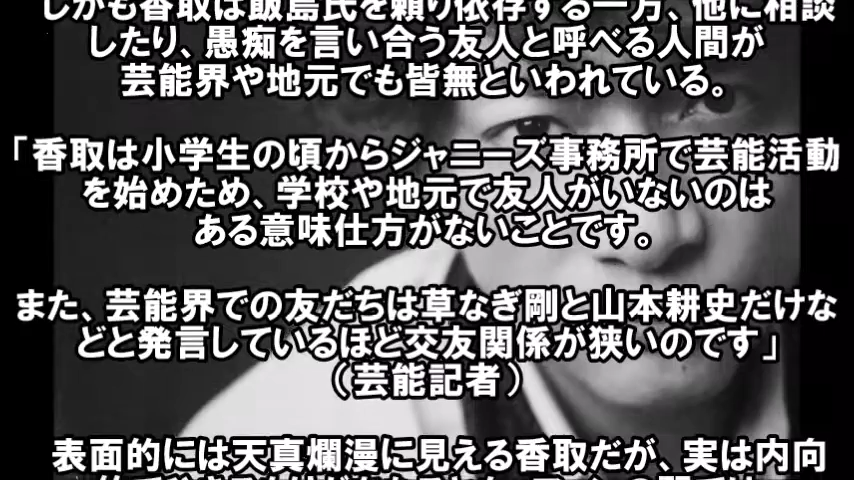 しかも香取は飯島氏を頼り依存する一方、他に相談
したり、愚痴を言い合う友人と呼べる人間が
芸能界や地元でも皆無といわれている。
「香取は小学生の頃からジャニーズ事務所で芸能活動
を始めため、学校や地元で友人がいないのは
ある意味仕方がないことです。
また、芸能界での友だちは草なぎ剛と山本耕史だけな
どと発言しているほど交友関係が狭いのです」
（芸能記者）
表面的には天真爛漫に見える香取だが、実は内向